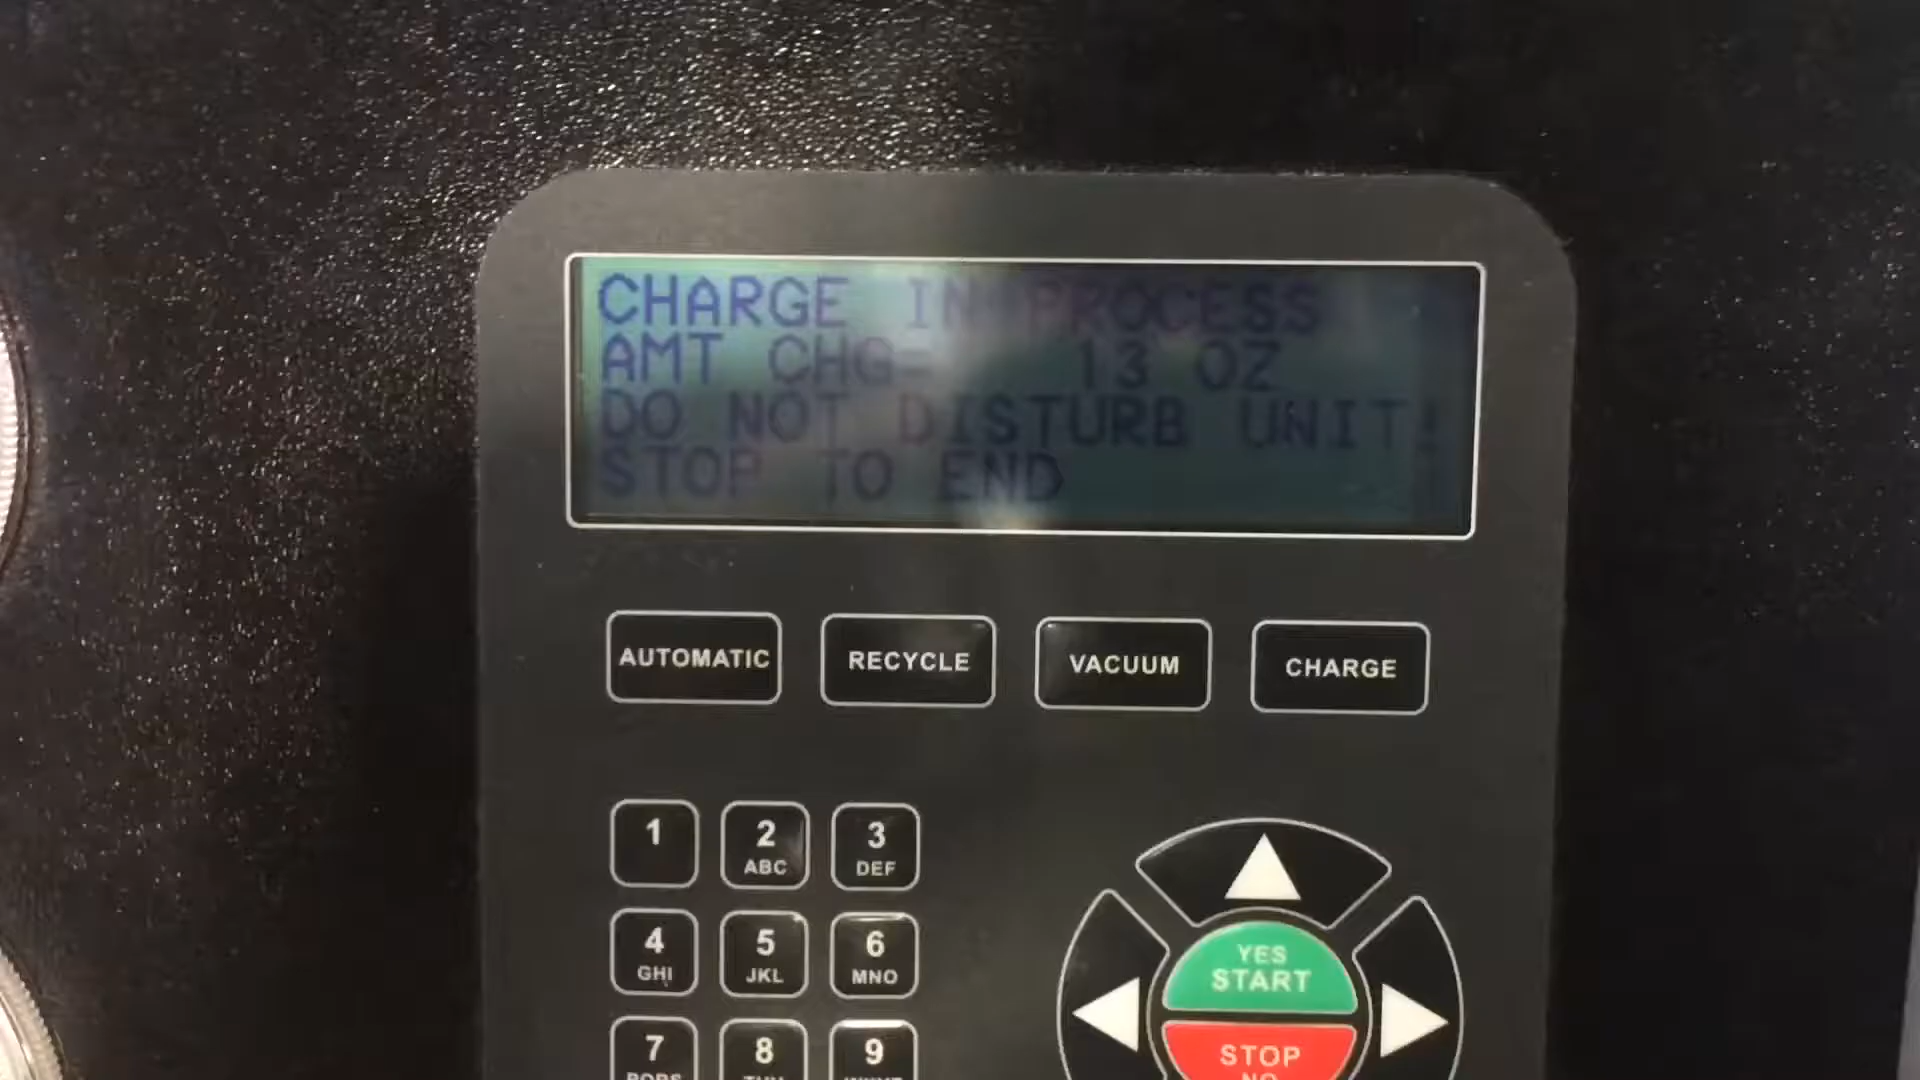 CHARGE IN PROCESS
AMT CHG= 13 OZ
DO NOT DISTURB UNIT!
STOP TO END
AUTOMATIC RECYCLE VACUUM CHARGE
1 2 3
ABC DEF
4 5 6
GHI JKL MNO
7 8 9
YES
START
STOP